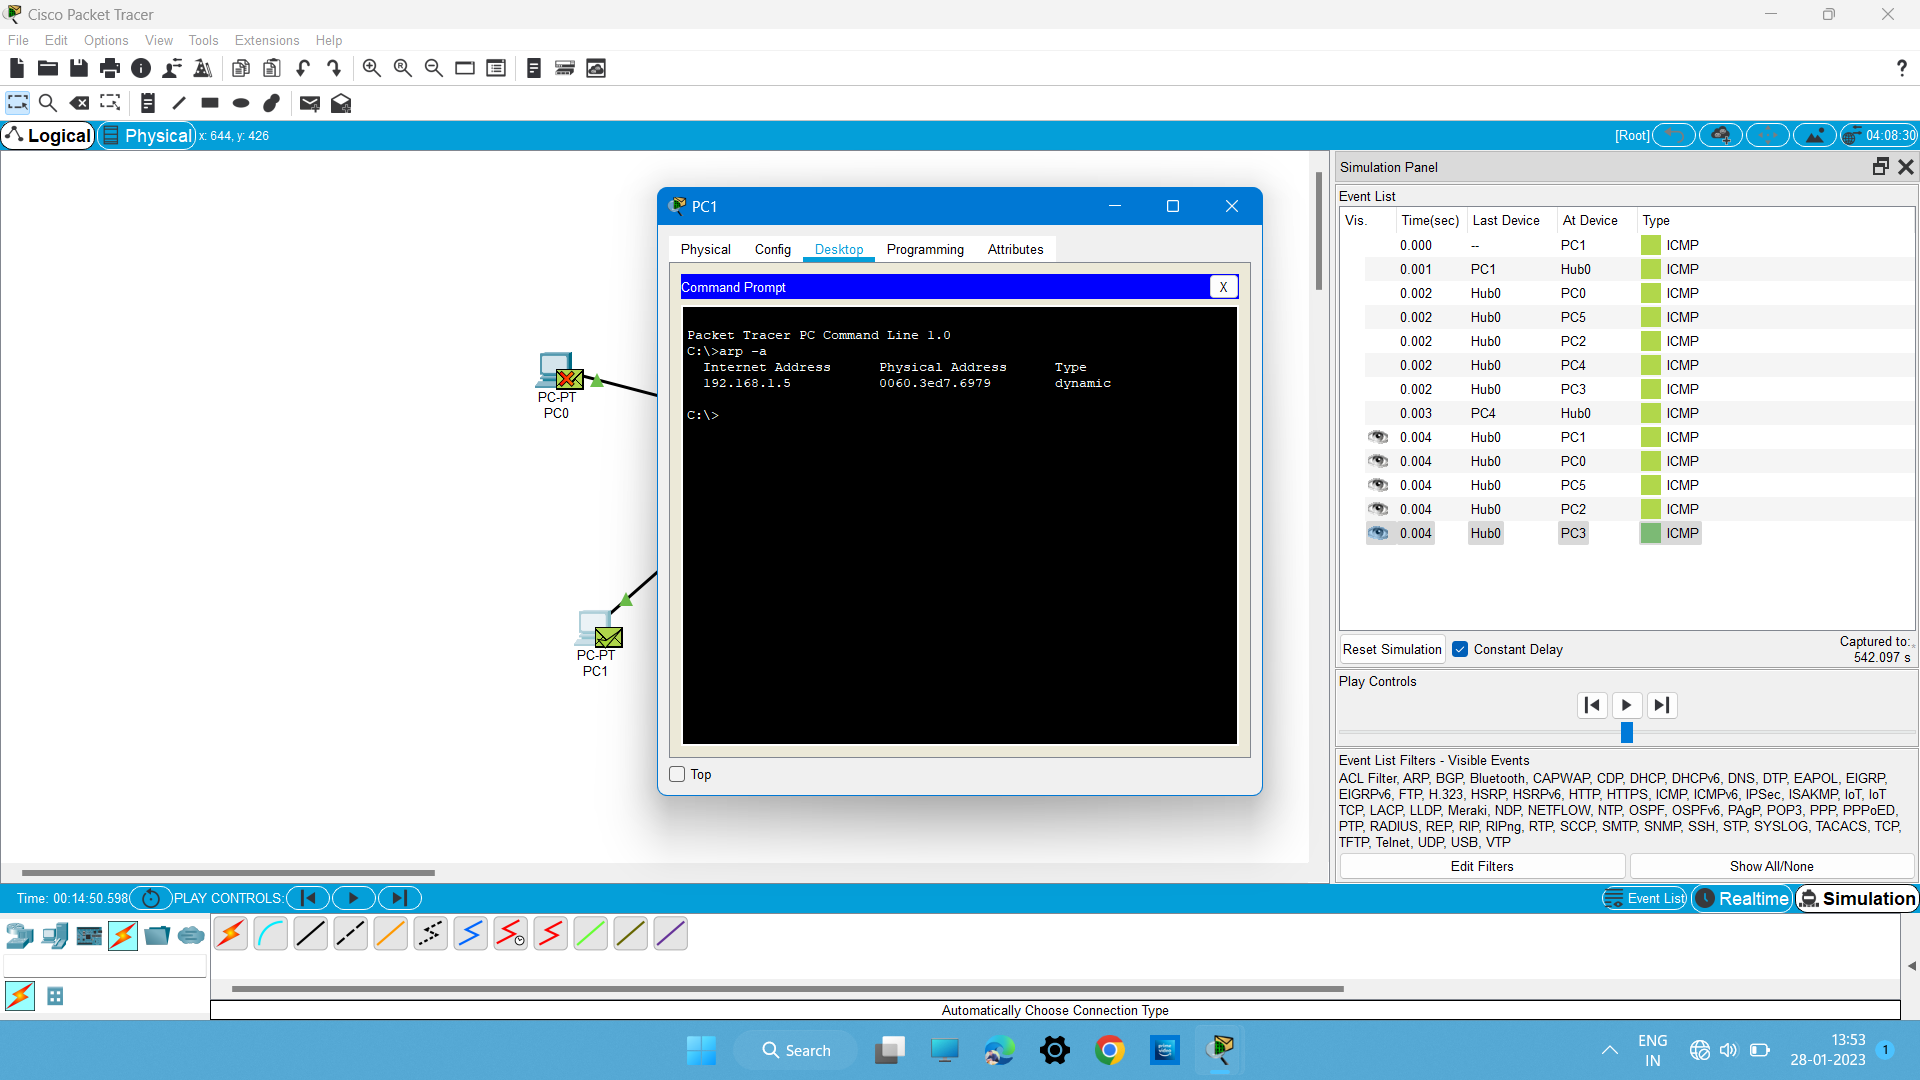 Cisco Packet Tracer
File Edit Options View Tools Extensions Help
?
Logical Physical x: 644, y: 426 [Root] 04:08:30
PC-PT
PC0
PC-PT
PC1
PC1
Physical Config Desktop Programming Attributes
Command Prompt X
Packet Tracer PC Command Line 1.0
C:\>arp -a
Internet Address Physical Address Type
192.168.1.5 0060.3ed7.6979 dynamic
C:\>
Top
Simulation Panel
Event List
Vis. Time(sec) Last Device At Device Type
0.000 -- PC1 ICMP
0.001 PC1 Hub0 ICMP
0.002 Hub0 PC0 ICMP
0.002 Hub0 PC5 ICMP
0.002 Hub0 PC2 ICMP
0.002 Hub0 PC4 ICMP
0.002 Hub0 PC3 ICMP
0.003 PC4 Hub0 ICMP
0.004 Hub0 PC1 ICMP
0.004 Hub0 PC0 ICMP
0.004 Hub0 PC5 ICMP
0.004 Hub0 PC2 ICMP
0.004 Hub0 PC3 ICMP
Reset Simulation Constant Delay Captured to:
542.097 s
Play Controls
Event List Filters - Visible Events
ACL Filter, ARP, BGP, Bluetooth, CAPWAP, CDP, DHCP, DHCPv6, DNS, DTP, EAPOL, EIGRP,
EIGRPv6, FTP, H.323, HSRP, HSRPv6, HTTP, HTTPS, ICMP, ICMPv6, IPSec, ISAKMP, IoT, IoT
TCP, LACP, LLDP, Meraki, NDP, NETFLOW, NTP, OSPF, OSPFv6, PAgP, POP3, PPP, PPPoED,
PTP, RADIUS, REP, RIP, RIPng, RTP, SCCP, SMTP, SNMP, SSH, STP, SYSLOG, TACACS, TCP,
TFTP, Telnet, UDP, USB, VTP
Edit Filters Show All/None
Time: 00:14:50.598 PLAY CONTROLS: Event List Realtime Simulation
Automatically Choose Connection Type
Search
ENG
IN
13:53
28-01-2023
1